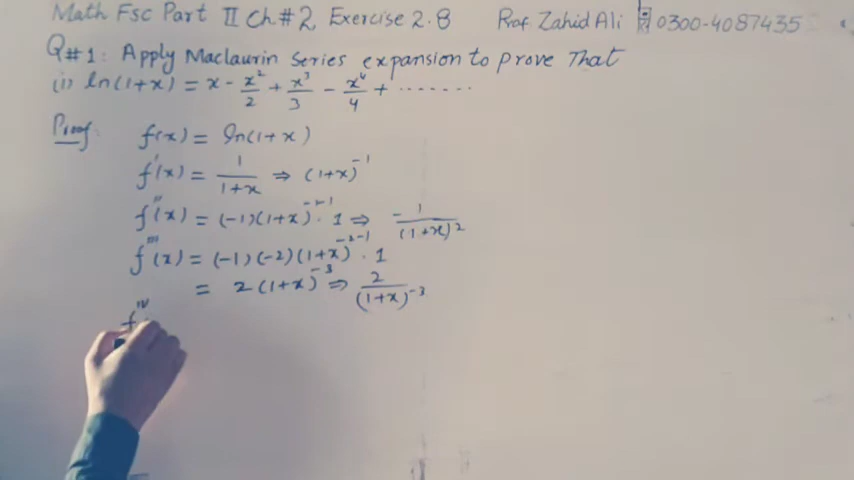 Math Fsc Part II Ch.#2 Exercise 2.8 Prof. Zahid Ali 0300-4087435
Q#1: Apply Maclaurin Series expansion to prove That
(i) ln(1+x) = x - x²/2 + x³/3 - x⁴/4 + .......
Proof: f(x) = ln(1+x)
f'(x) = 1/(1+x) ⇒ (1+x)⁻¹
f''(x) = (-1)(1+x)⁻¹⁻¹ · 1 ⇒ -1/(1+x)²
f'''(x) = (-1)(-2)(1+x)⁻²⁻¹ · 1
= 2(1+x)⁻³ ⇒ 2/(1+x)⁻³
f^IV